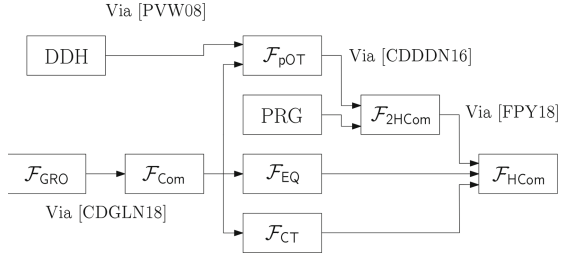 Via [PVW08]
DDH
F_pOT
Via [CDDDN16]
PRG
F_2HCom
Via [FPY18]
F_GRO
F_Com
F_EQ
F_HCom
Via [CDGLN18]
F_CT